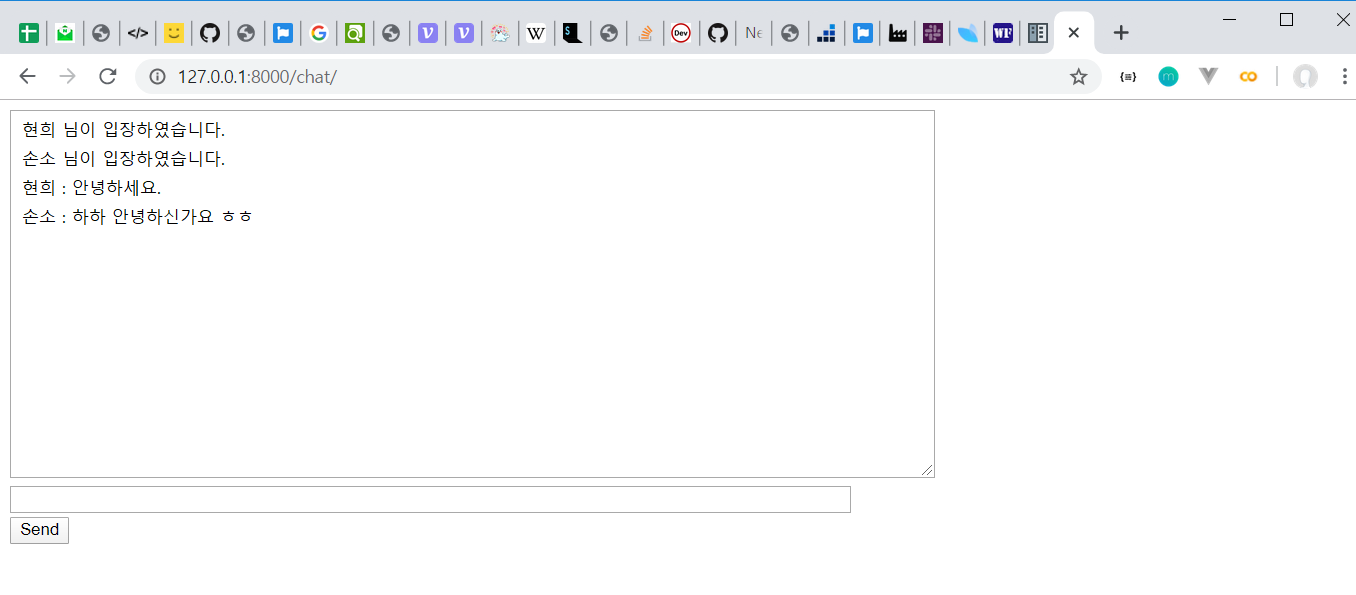 127.0.0.1:8000/chat/
현희 님이 입장하였습니다.
손소 님이 입장하였습니다.
현희 : 안녕하세요.
손소 : 하하 안녕하신가요 ㅎㅎ
Send